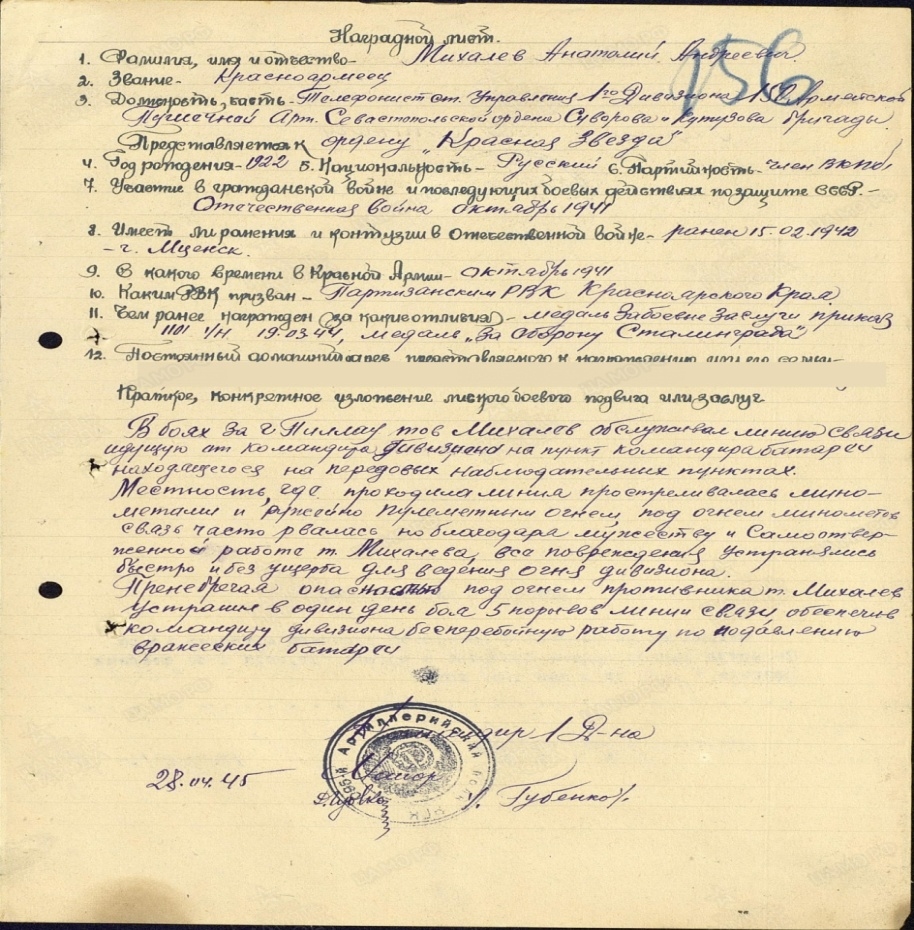 Наградной лист.
1. Фамилия, имя и отчество- Михалев Анатолий Андреевич.
2. Звание- Красноармеец
156
3. Должность, часть- Телефонист от. Управления 1го Дивизиона 152 Армейской
Пушечной Арт. Севастопольской ордена Суворова и Кутузова бригады.
Представляется к ордену „Красная Звезда"
4. Год рождения-1922 5. Национальность- Русский 6. Партийность- член ВКП(б)
7. Участие в гражданской войне и последующих боевых действиях по защите СССР.-
Отечественная война октябрь 1941
8. Имеет ли ранения и контузии в Отечественной войне- ранен 15.02.1942
- г. Мценск.
9. С какого времени в Красной Армии- октябрь 1941
10. Каким РВК призван- Партизанским РВК Красноярского Края
11. Чем ранее награжден (за какие отличия)- медаль За боевые Заслуги приказ
1101 1/н 19.03.44, медаль „За Оборону Сталинграда"
12. Постоянный домашний адрес представляемого к награждению или его семьи-
Краткое, конкретное изложение личного боевого подвига или заслуг
В боях за г. Пиллау тов Михалев обслуживал линию связи
идущую от командира дивизиона на пункт командира батареи
находящегося на передовых наблюдательных пунктах.
Местность, где проходила линия простреливалась мино-
метами и ружейно пулеметным огнем, под огнем минометов
связь часто рвалась, но благодаря мужеству и Самоотвер-
женной работе т. Михалева, все повреждения устранялись
быстро и без ущерба для ведения огня дивизиона.
Пренебрегая опасностью под огнем противника т. Михалев
устранил в один день боя 5 порывов линии связи обеспечив
командиру дивизиона бесперебойную работу по подавлению
вражеских батарей
Командир 1 Д-на
Артиллерийский полк
28.04.45 /. Губенко/.